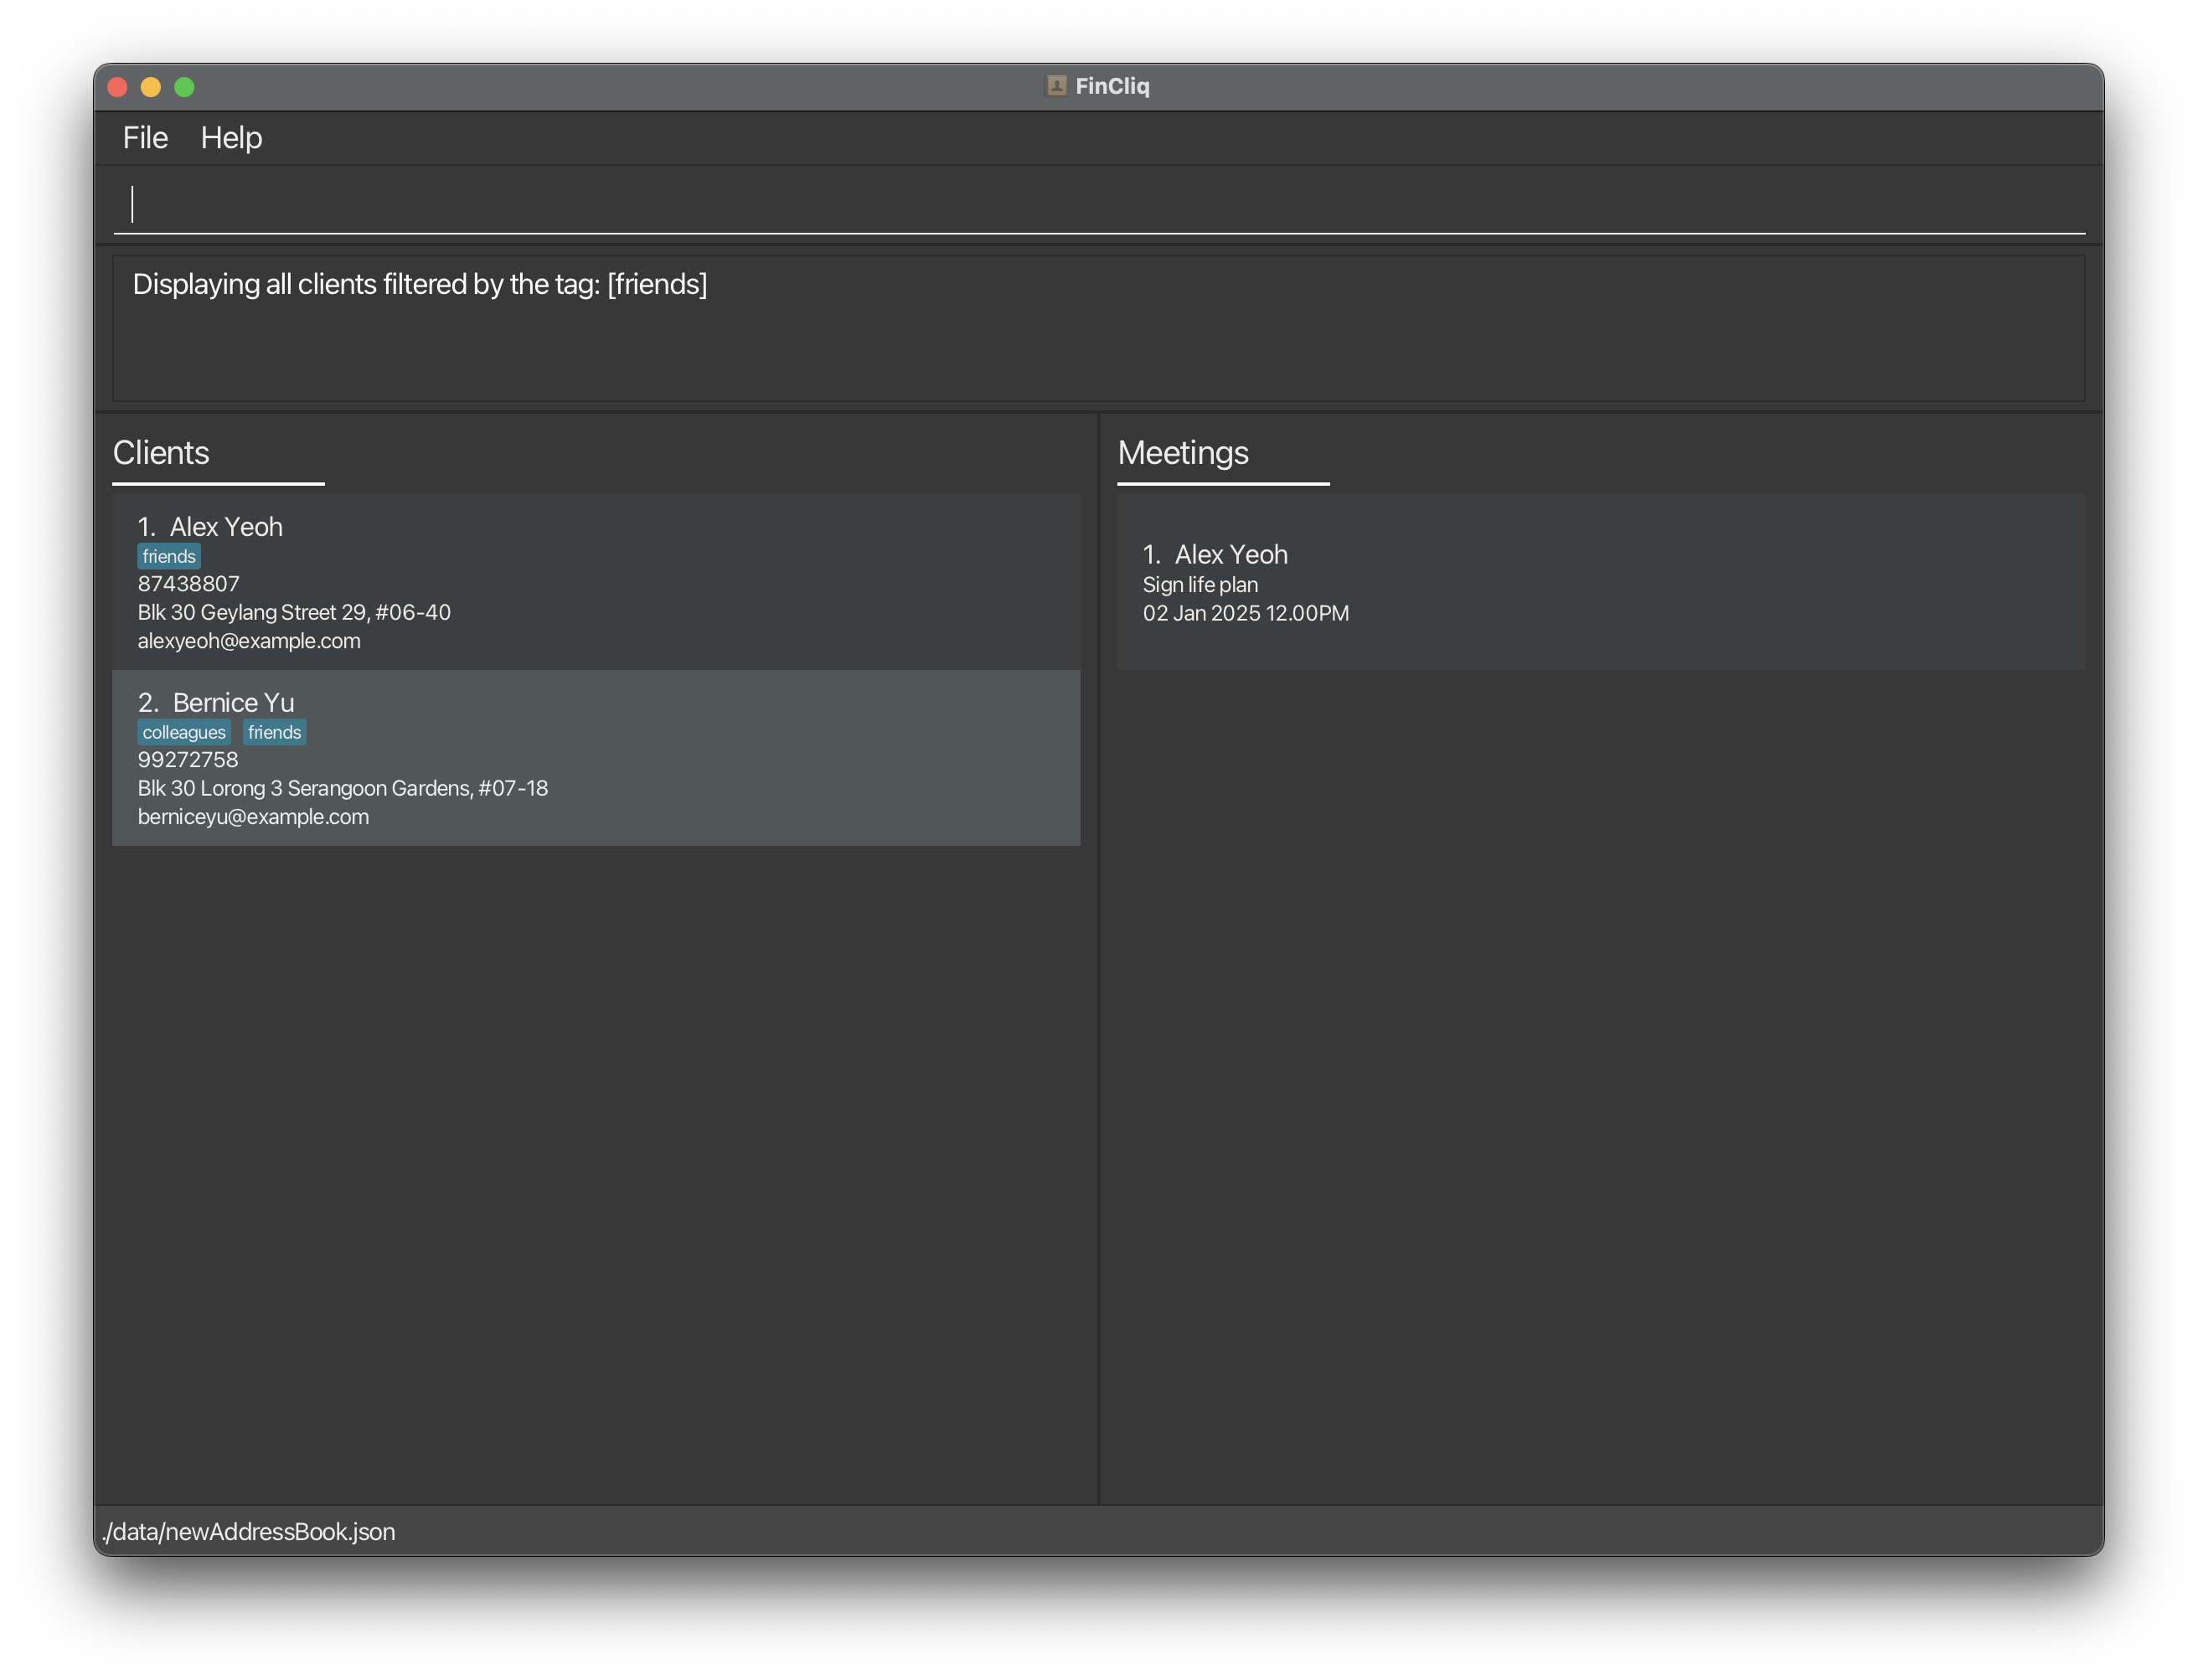 FinCliq
File Help
Displaying all clients filtered by the tag: [friends]
Clients
1. Alex Yeoh
friends
87438807
Blk 30 Geylang Street 29, #06-40
alexyeoh@example.com
2. Bernice Yu
colleagues friends
99272758
Blk 30 Lorong 3 Serangoon Gardens, #07-18
berniceyu@example.com
Meetings
1. Alex Yeoh
Sign life plan
02 Jan 2025 12.00PM
./data/newAddressBook.json